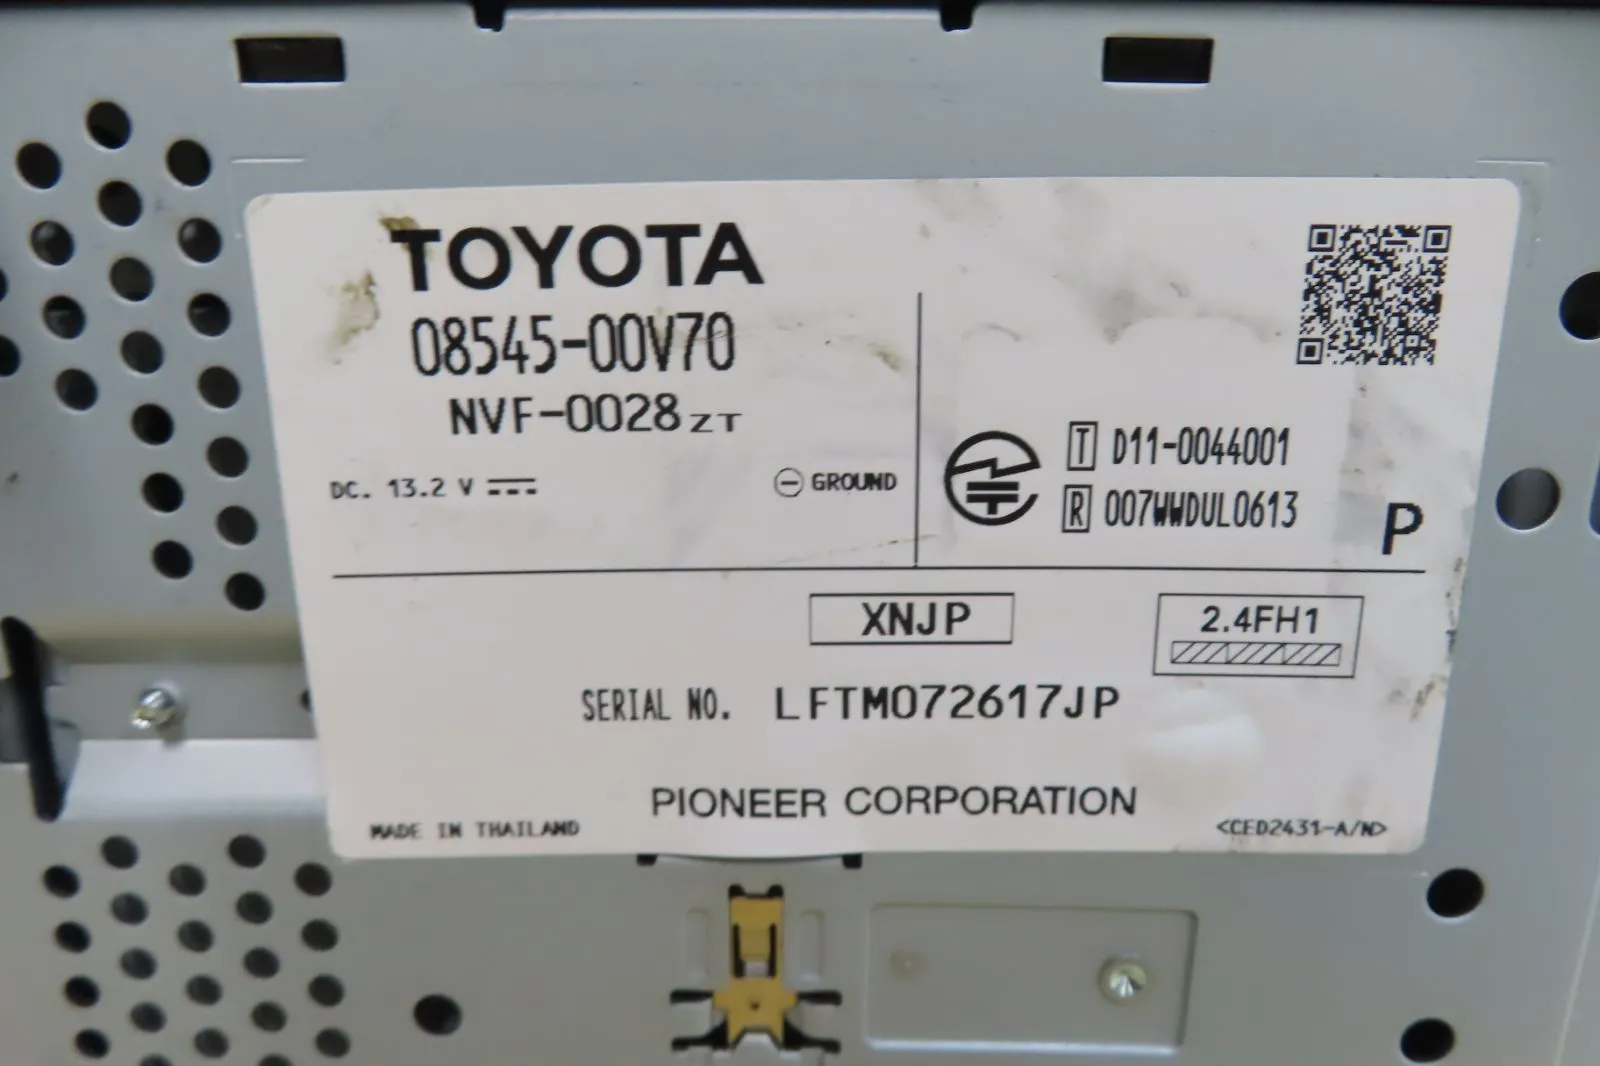 TOYOTA
08545-00V70
NVF-0028ZT
DC. 13.2 V
GROUND
T D11-0044001
R 007WWDUL0613
P
XNJP
2.4FH1
SERIAL NO. LFTM072617JP
PIONEER CORPORATION
MADE IN THAILAND
<CED2431-A/N>